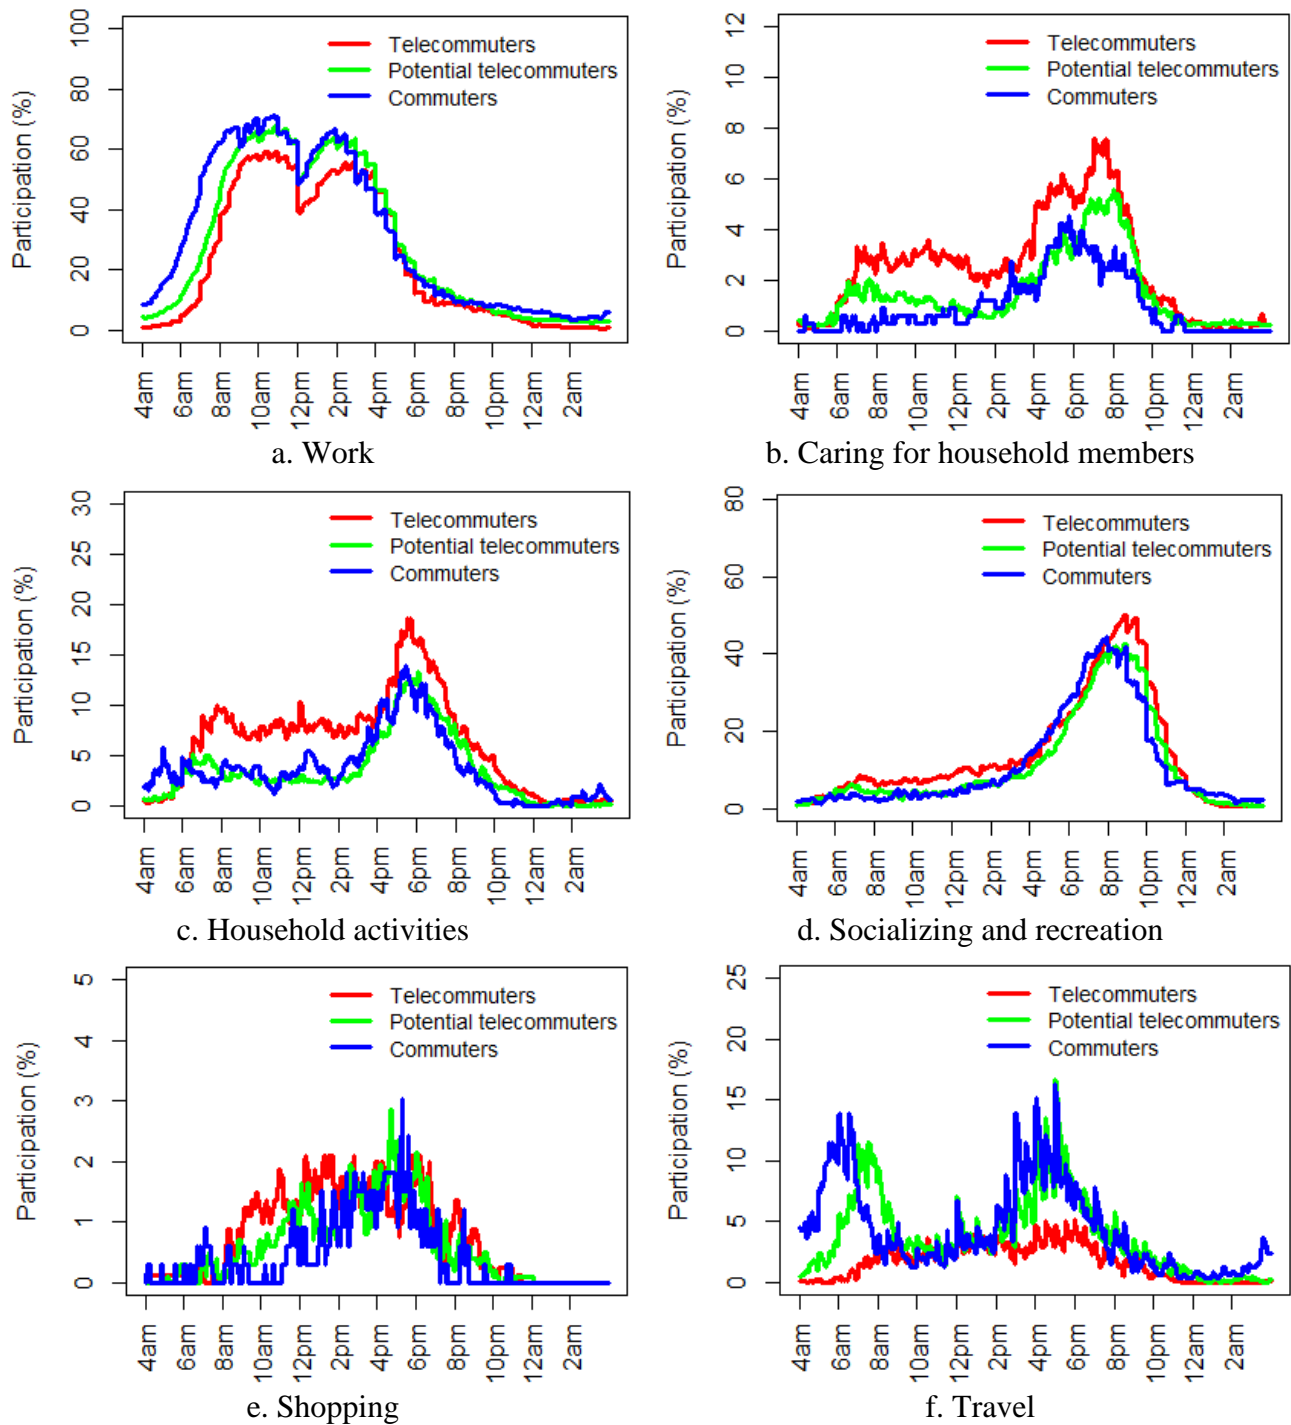 Participation (%)
100
80
60
40
20
0
Telecommuters
Potential telecommuters
Commuters
4am 6am 8am 10am 12pm 2pm 4pm 6pm 8pm 10pm 12am 2am
a. Work
Participation (%)
12
10
8
6
4
2
0
Telecommuters
Potential telecommuters
Commuters
4am 6am 8am 10am 12pm 2pm 4pm 6pm 8pm 10pm 12am 2am
b. Caring for household members
Participation (%)
30
25
20
15
10
5
0
Telecommuters
Potential telecommuters
Commuters
4am 6am 8am 10am 12pm 2pm 4pm 6pm 8pm 10pm 12am 2am
c. Household activities
Participation (%)
80
60
40
20
0
Telecommuters
Potential telecommuters
Commuters
4am 6am 8am 10am 12pm 2pm 4pm 6pm 8pm 10pm 12am 2am
d. Socializing and recreation
Participation (%)
5
4
3
2
1
0
Telecommuters
Potential telecommuters
Commuters
4am 6am 8am 10am 12pm 2pm 4pm 6pm 8pm 10pm 12am 2am
e. Shopping
Participation (%)
25
20
15
10
5
0
Telecommuters
Potential telecommuters
Commuters
4am 6am 8am 10am 12pm 2pm 4pm 6pm 8pm 10pm 12am 2am
f. Travel